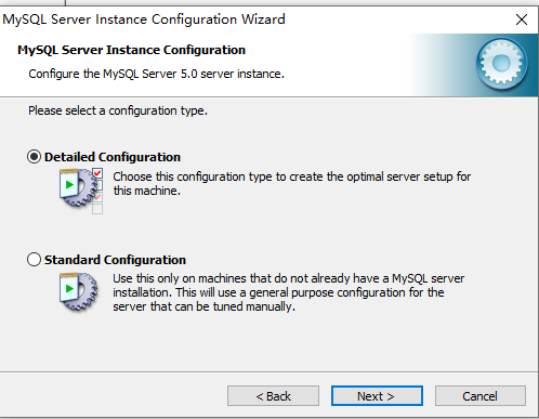 MySQL Server Instance Configuration Wizard
MySQL Server Instance Configuration
Configure the MySQL Server 5.0 server instance.
Please select a configuration type.
Detailed Configuration
Choose this configuration type to create the optimal server setup for
this machine.
Standard Configuration
Use this only on machines that do not already have a MySQL server
installation. This will use a general purpose configuration for the
server that can be tuned manually.
< Back
Next >
Cancel